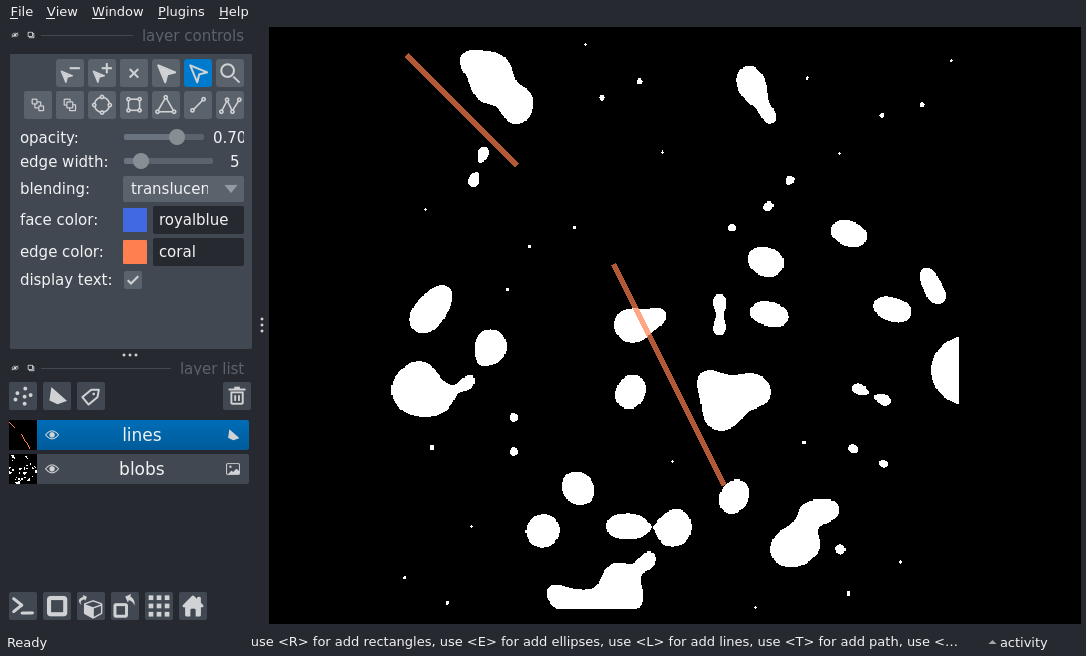 File View Window Plugins Help
layer controls
opacity: 0.70
edge width: 5
blending: translucen
face color: royalblue
edge color: coral
display text:
layer list
lines
blobs
Ready use <R> for add rectangles, use <E> for add ellipses, use <L> for add lines, use <T> for add path, use <... activity